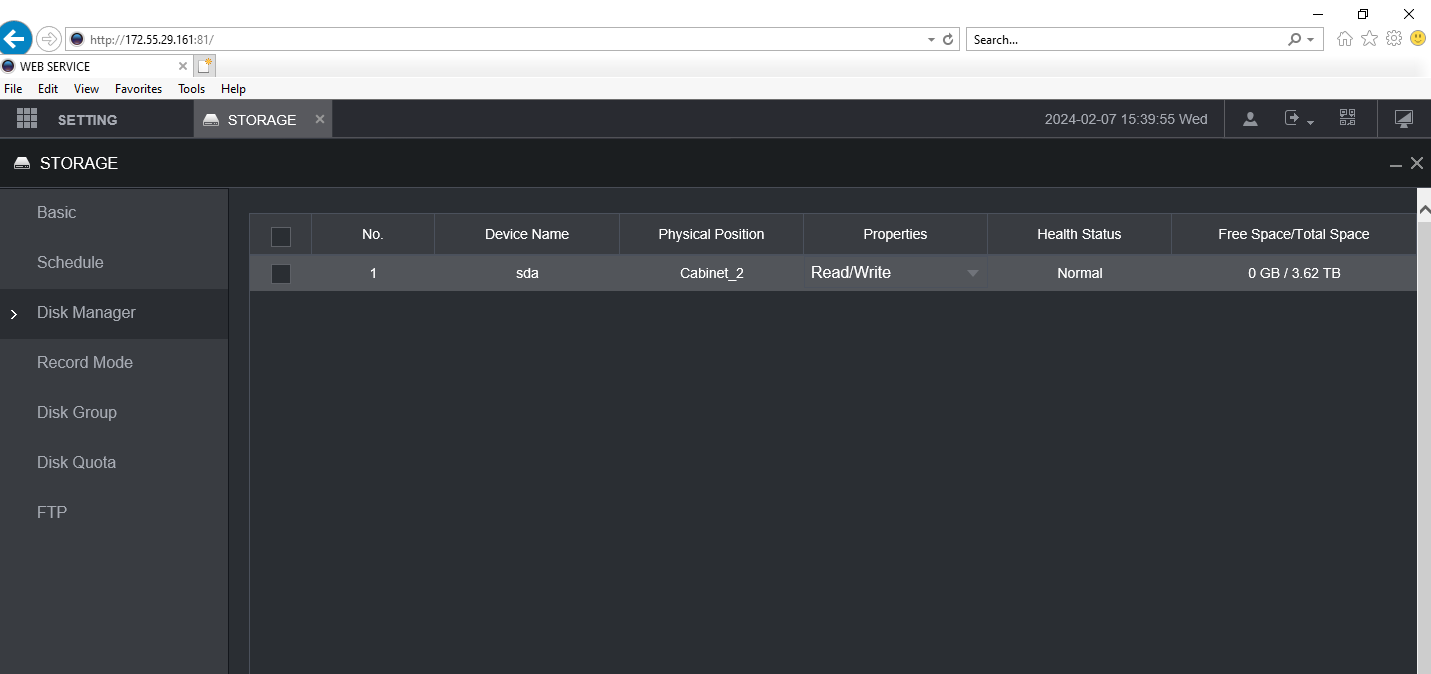 http://172.55.29.161:81/
Search...
WEB SERVICE
File Edit View Favorites Tools Help
SETTING STORAGE 2024-02-07 15:39:55 Wed
STORAGE
Basic
Schedule
Disk Manager
Record Mode
Disk Group
Disk Quota
FTP
No. Device Name Physical Position Properties Health Status Free Space/Total Space
1 sda Cabinet_2 Read/Write Normal 0 GB / 3.62 TB